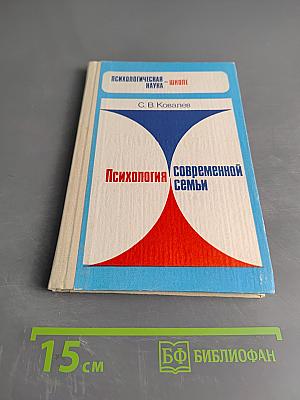 ПСИХОЛОГИЧЕСКАЯ
НАУКА – ШКОЛЕ
С. В. Ковалев
Психология современной
семьи
15 см
БФ БИБЛИОФАН